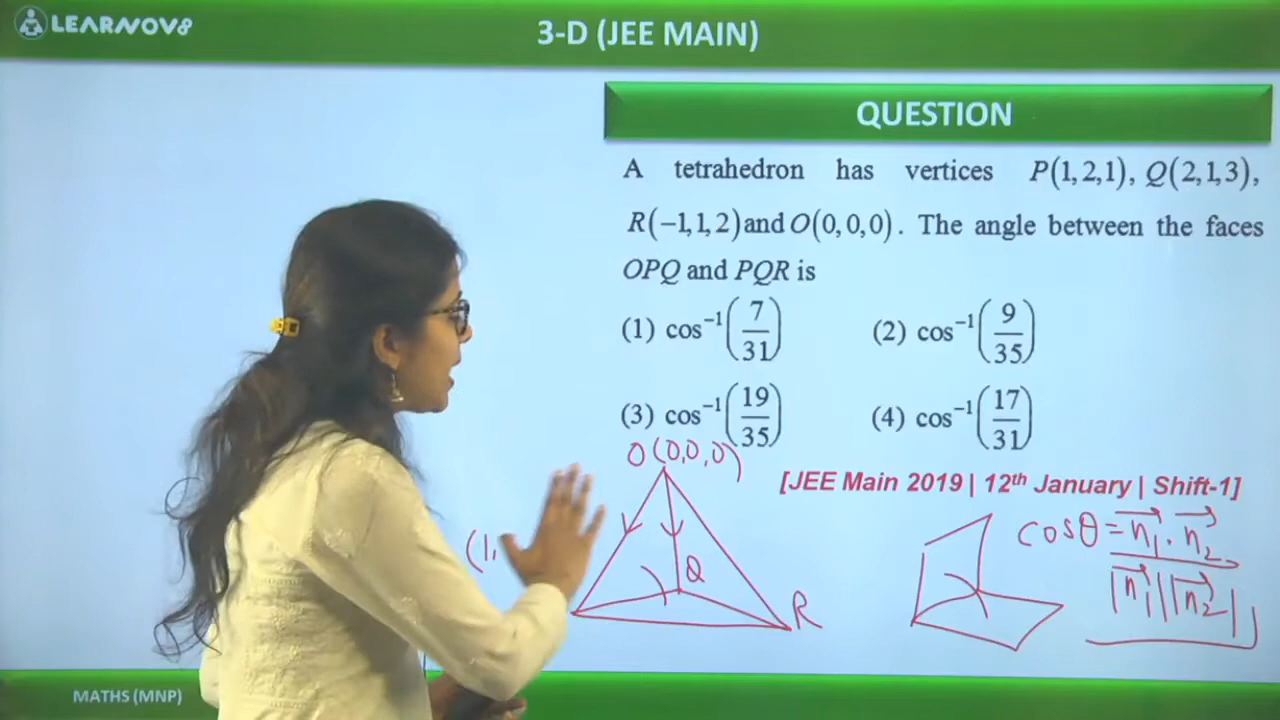 LEARNOV8
3-D (JEE MAIN)
QUESTION
A tetrahedron has vertices P(1,2,1), Q(2,1,3),
R(−1,1,2) and O(0,0,0). The angle between the faces
OPQ and PQR is
(1) cos⁻¹(7/31) (2) cos⁻¹(9/35)
(3) cos⁻¹(19/35) (4) cos⁻¹(17/31)
[JEE Main 2019 | 12th January | Shift-1]
O(0,0,0)
(1,
Q
R
cosθ = n₁⃗ . n₂⃗ / |n₁⃗||n₂⃗|
MATHS (MNP)